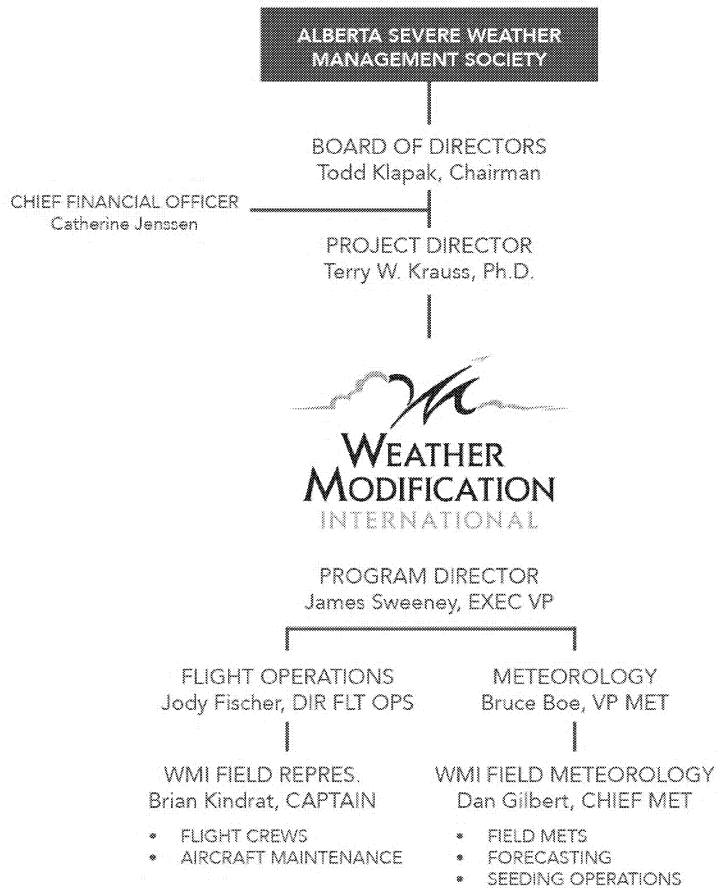 ALBERTA SEVERE WEATHER
MANAGEMENT SOCIETY
BOARD OF DIRECTORS
Todd Klapak, Chairman
CHIEF FINANCIAL OFFICER
Catherine Jenssen
PROJECT DIRECTOR
Terry W. Krauss, Ph.D.
WEATHER
MODIFICATION
INTERNATIONAL
PROGRAM DIRECTOR
James Sweeney, EXEC VP
FLIGHT OPERATIONS
Jody Fischer, DIR FLT OPS
METEOROLOGY
Bruce Boe, VP MET
WMI FIELD REPRES.
Brian Kindrat, CAPTAIN
• FLIGHT CREWS
• AIRCRAFT MAINTENANCE
WMI FIELD METEOROLOGY
Dan Gilbert, CHIEF MET
• FIELD METS
• FORECASTING
• SEEDING OPERATIONS